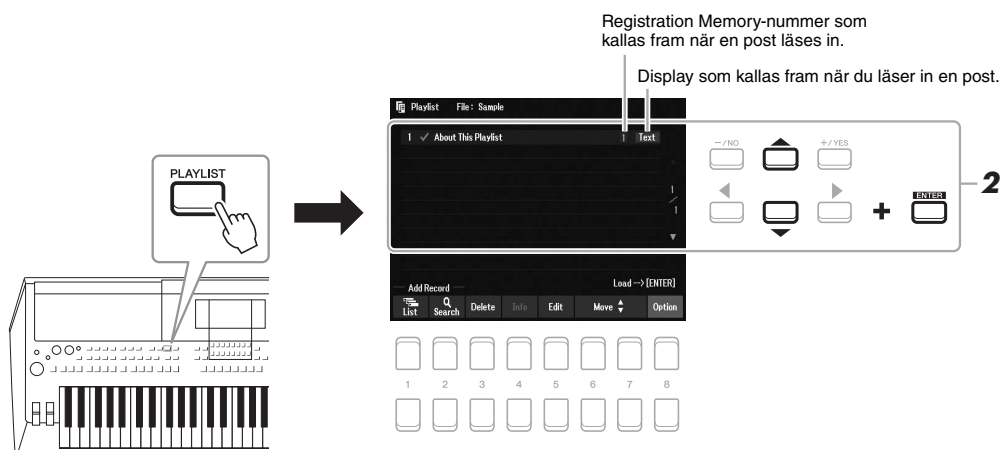 Registration Memory-nummer som
kallas fram när en post läses in.
Display som kallas fram när du läser in en post.
Playlist File: Sample
1 ✓ About This Playlist 1 Text
1
/
1
-/NO
+/YES
ENTER
+
2
PLAYLIST
Load-->[ENTER]
Add Record
List Search Delete Info Edit Move Option
1 2 3 4 5 6 7 8